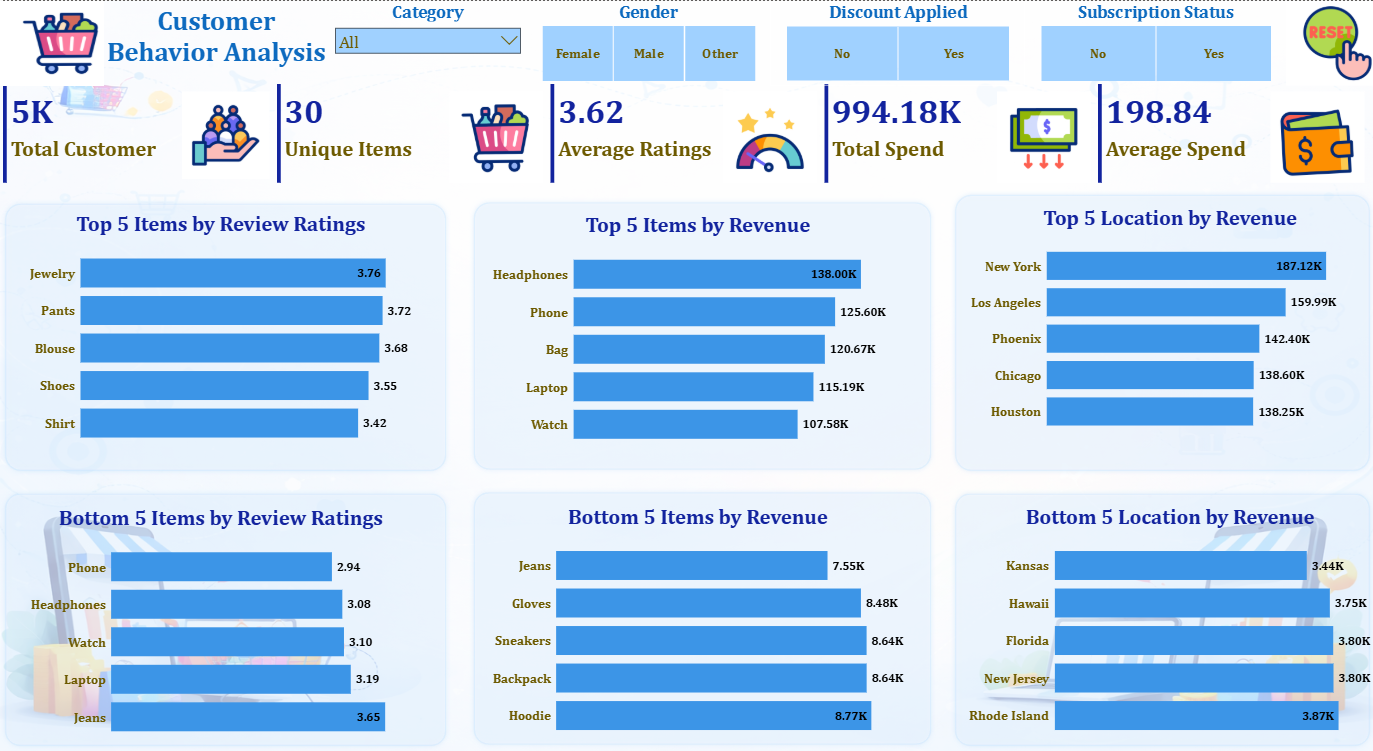 Customer
Behavior Analysis
Category
All
Gender
Female Male Other
Discount Applied
No Yes
Subscription Status
No Yes
RESET
5K
Total Customer
30
Unique Items
3.62
Average Ratings
994.18K
Total Spend
198.84
Average Spend
Top 5 Items by Review Ratings
Jewelry 3.76
Pants 3.72
Blouse 3.68
Shoes 3.55
Shirt 3.42
Top 5 Items by Revenue
Headphones 138.00K
Phone 125.60K
Bag 120.67K
Laptop 115.19K
Watch 107.58K
Top 5 Location by Revenue
New York 187.12K
Los Angeles 159.99K
Phoenix 142.40K
Chicago 138.60K
Houston 138.25K
Bottom 5 Items by Review Ratings
Phone 2.94
Headphones 3.08
Watch 3.10
Laptop 3.19
Jeans 3.65
Bottom 5 Items by Revenue
Jeans 7.55K
Gloves 8.48K
Sneakers 8.64K
Backpack 8.64K
Hoodie 8.77K
Bottom 5 Location by Revenue
Kansas 3.44K
Hawaii 3.75K
Florida 3.80K
New Jersey 3.80K
Rhode Island 3.87K